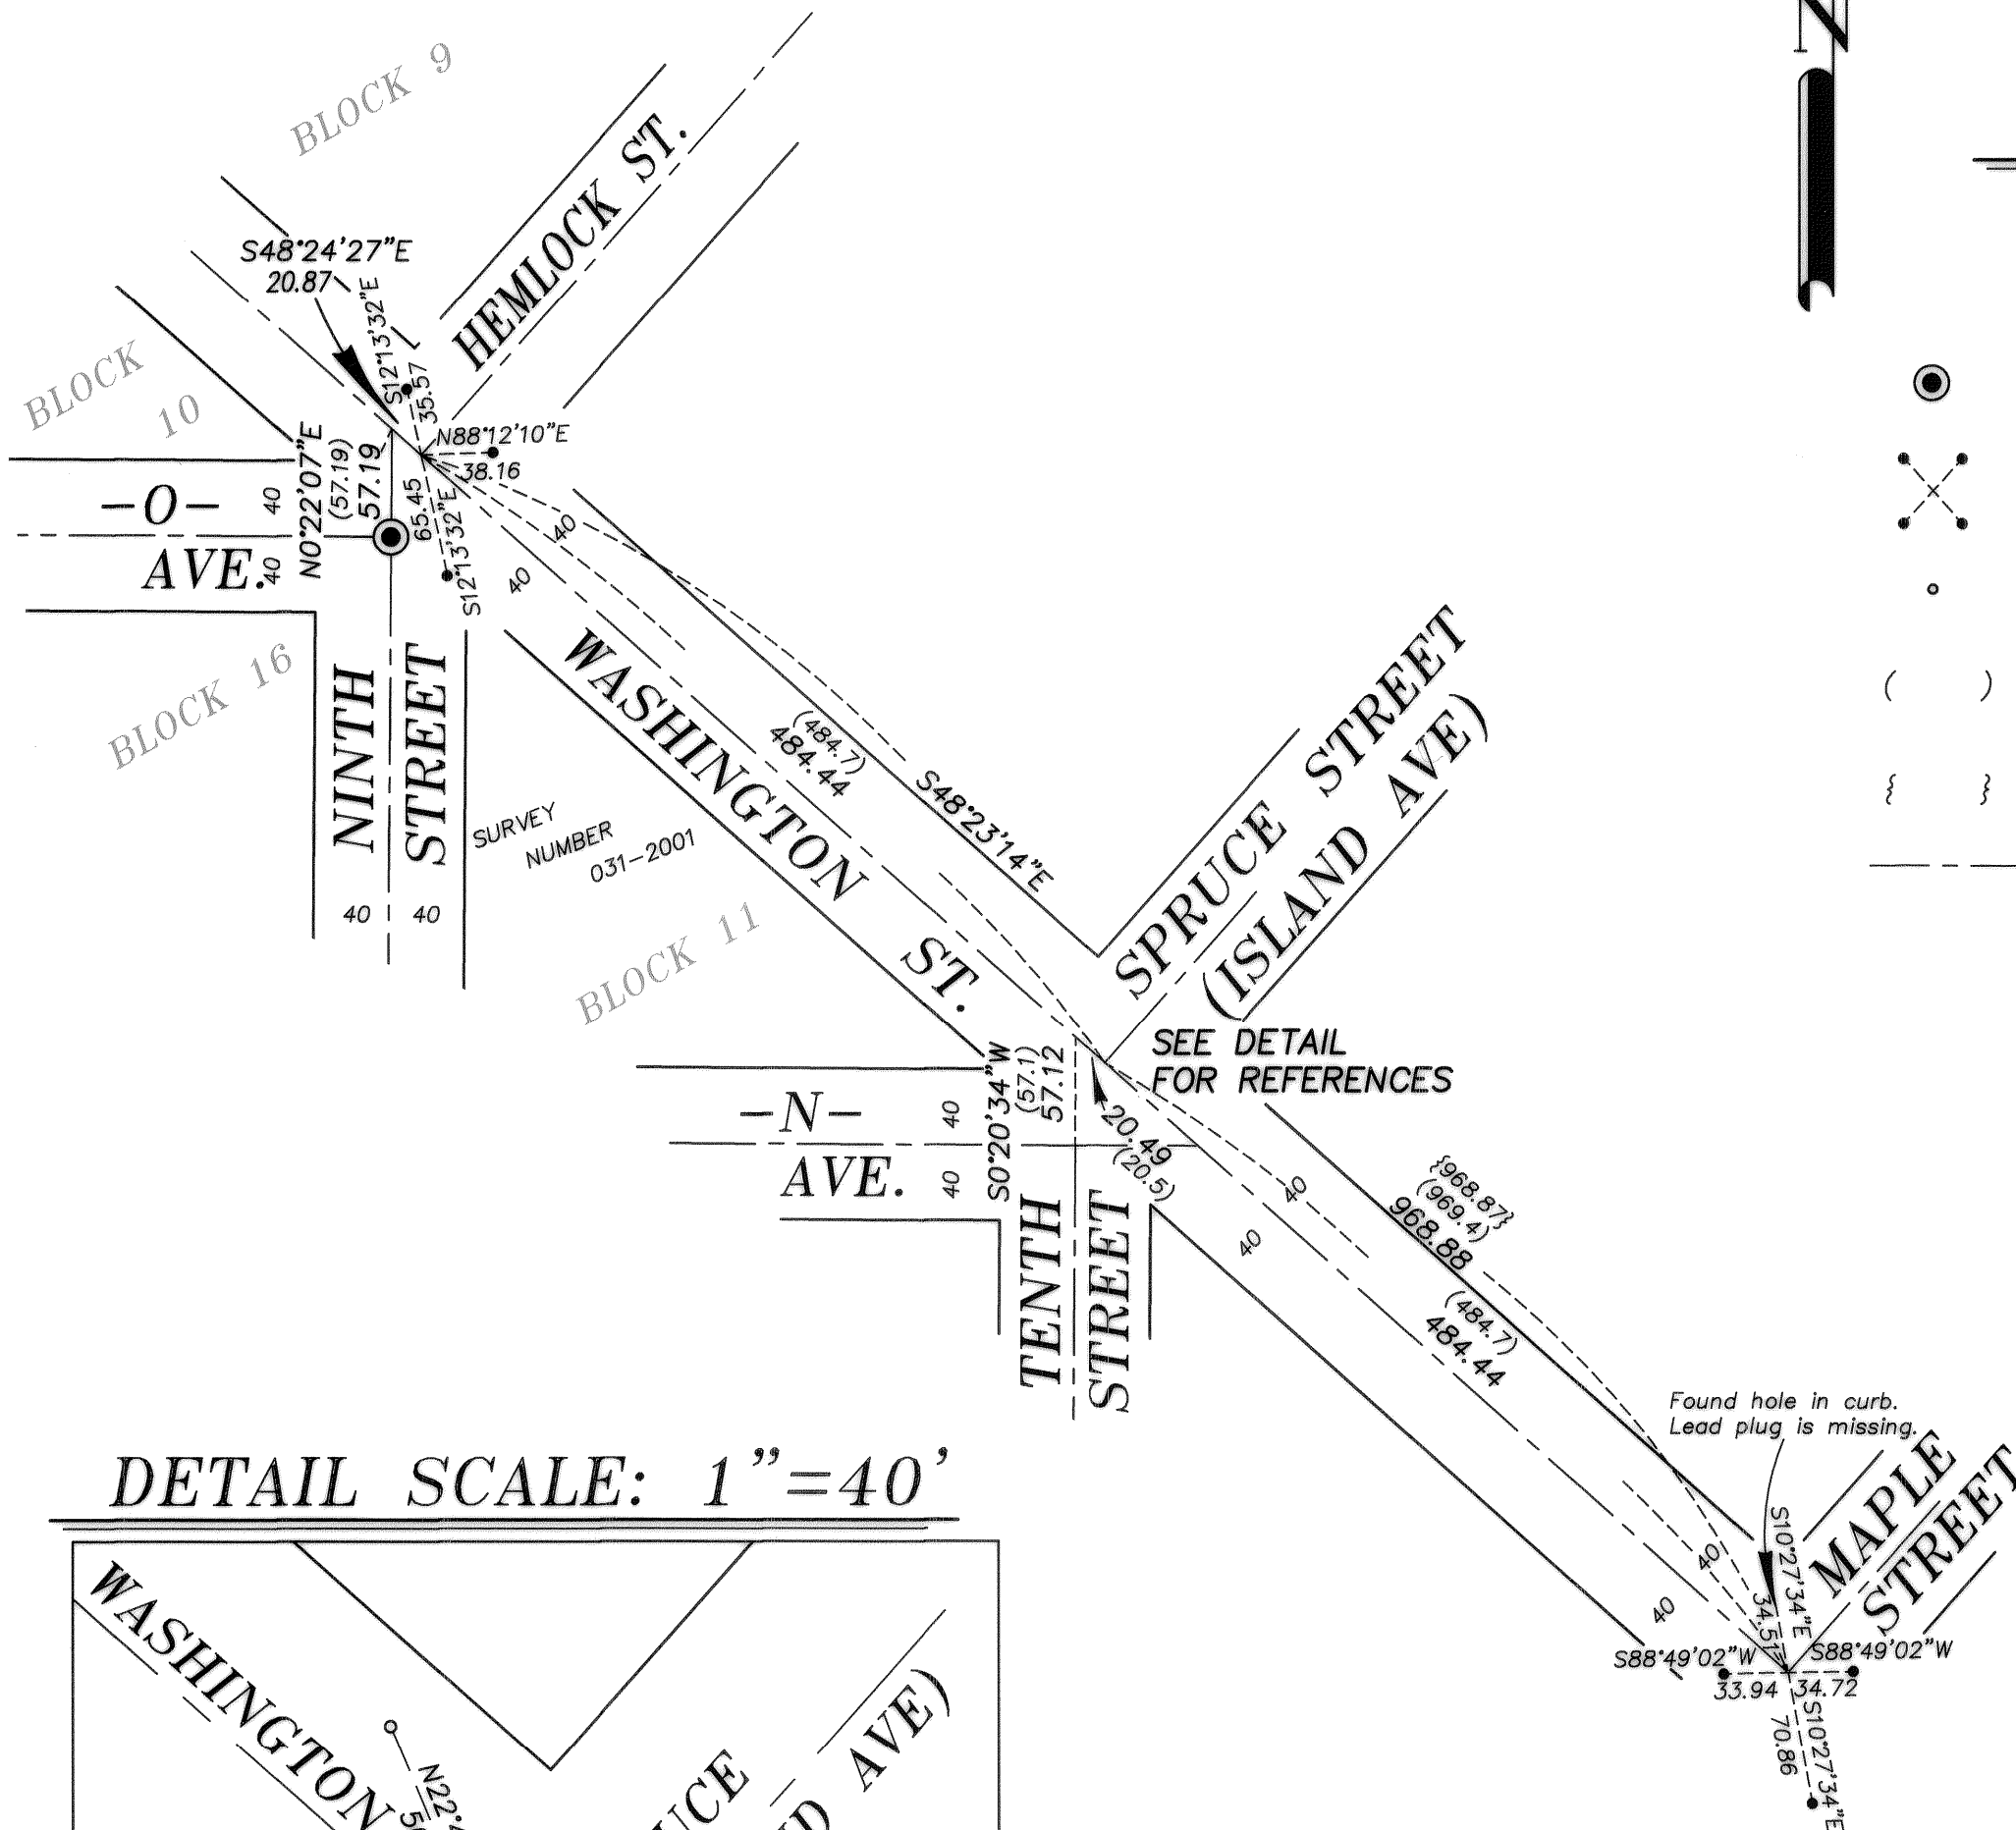 N
BLOCK 9
HEMLOCK ST.
S48°24'27"E
20.87
S12°13'32"E
35.57
N88°12'10"E
38.16
BLOCK
10
-O-
AVE.
40
40
N0°22'07"E
(57.19)
57.19
65.45
S12°13'32"E
40
40
BLOCK 16
NINTH
STREET
40
40
WASHINGTON
ST.
(484.7)
484.44
S48°23'14"E
SURVEY
NUMBER
031-2001
BLOCK 11
SPRUCE STREET
(ISLAND AVE)
SEE DETAIL
FOR REFERENCES
-N-
AVE.
40
40
S0°20'34"W
(57.1)
57.12
20.49
(20.5)
TENTH
STREET
40
40
{968.87}
(969.4)
968.88
(484.7)
484.44
Found hole in curb.
Lead plug is missing.
MAPLE
STREET
40
40
S10°27'34"E
34.51
S88°49'02"W
S88°49'02"W
33.94
34.72
70.86
S10°27'34"E
( )
{ }
DETAIL SCALE: 1"=40'
WASHINGTON
AVE)